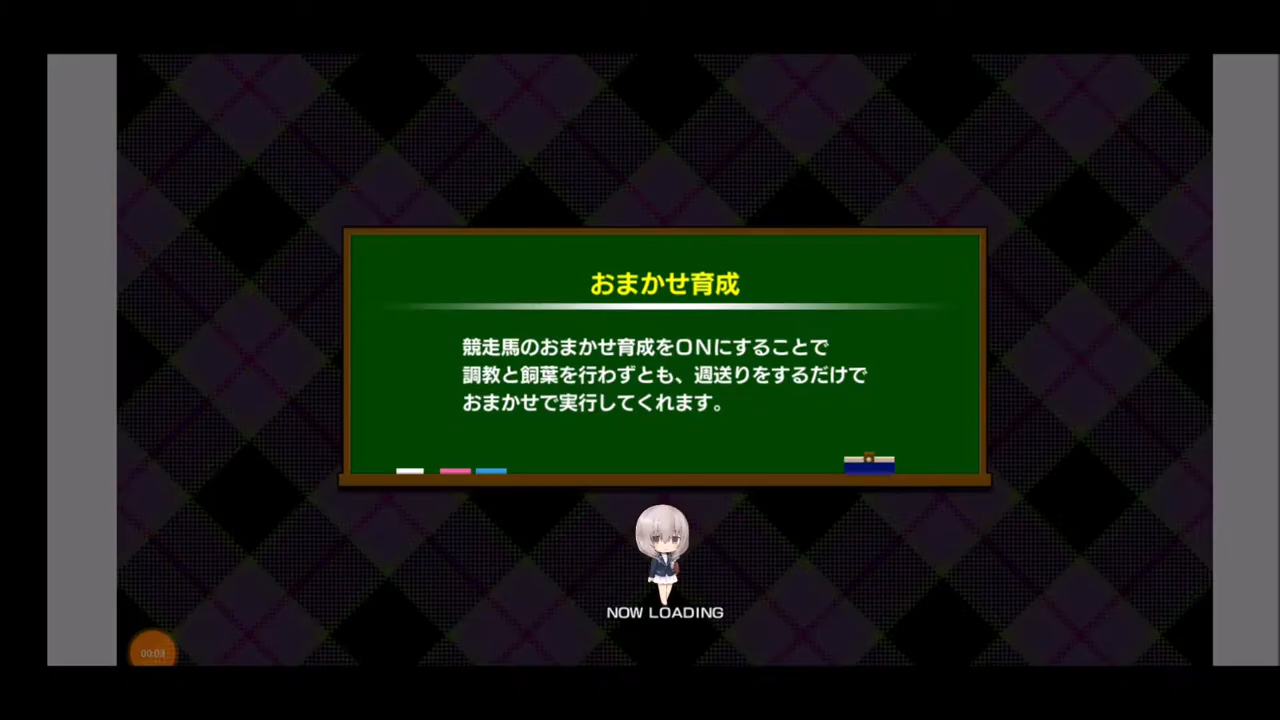 おまかせ育成
競走馬のおまかせ育成をONにすることで
調教と飼葉を行わずとも、週送りをするだけで
おまかせで実行してくれます。
NOW LOADING
00:03